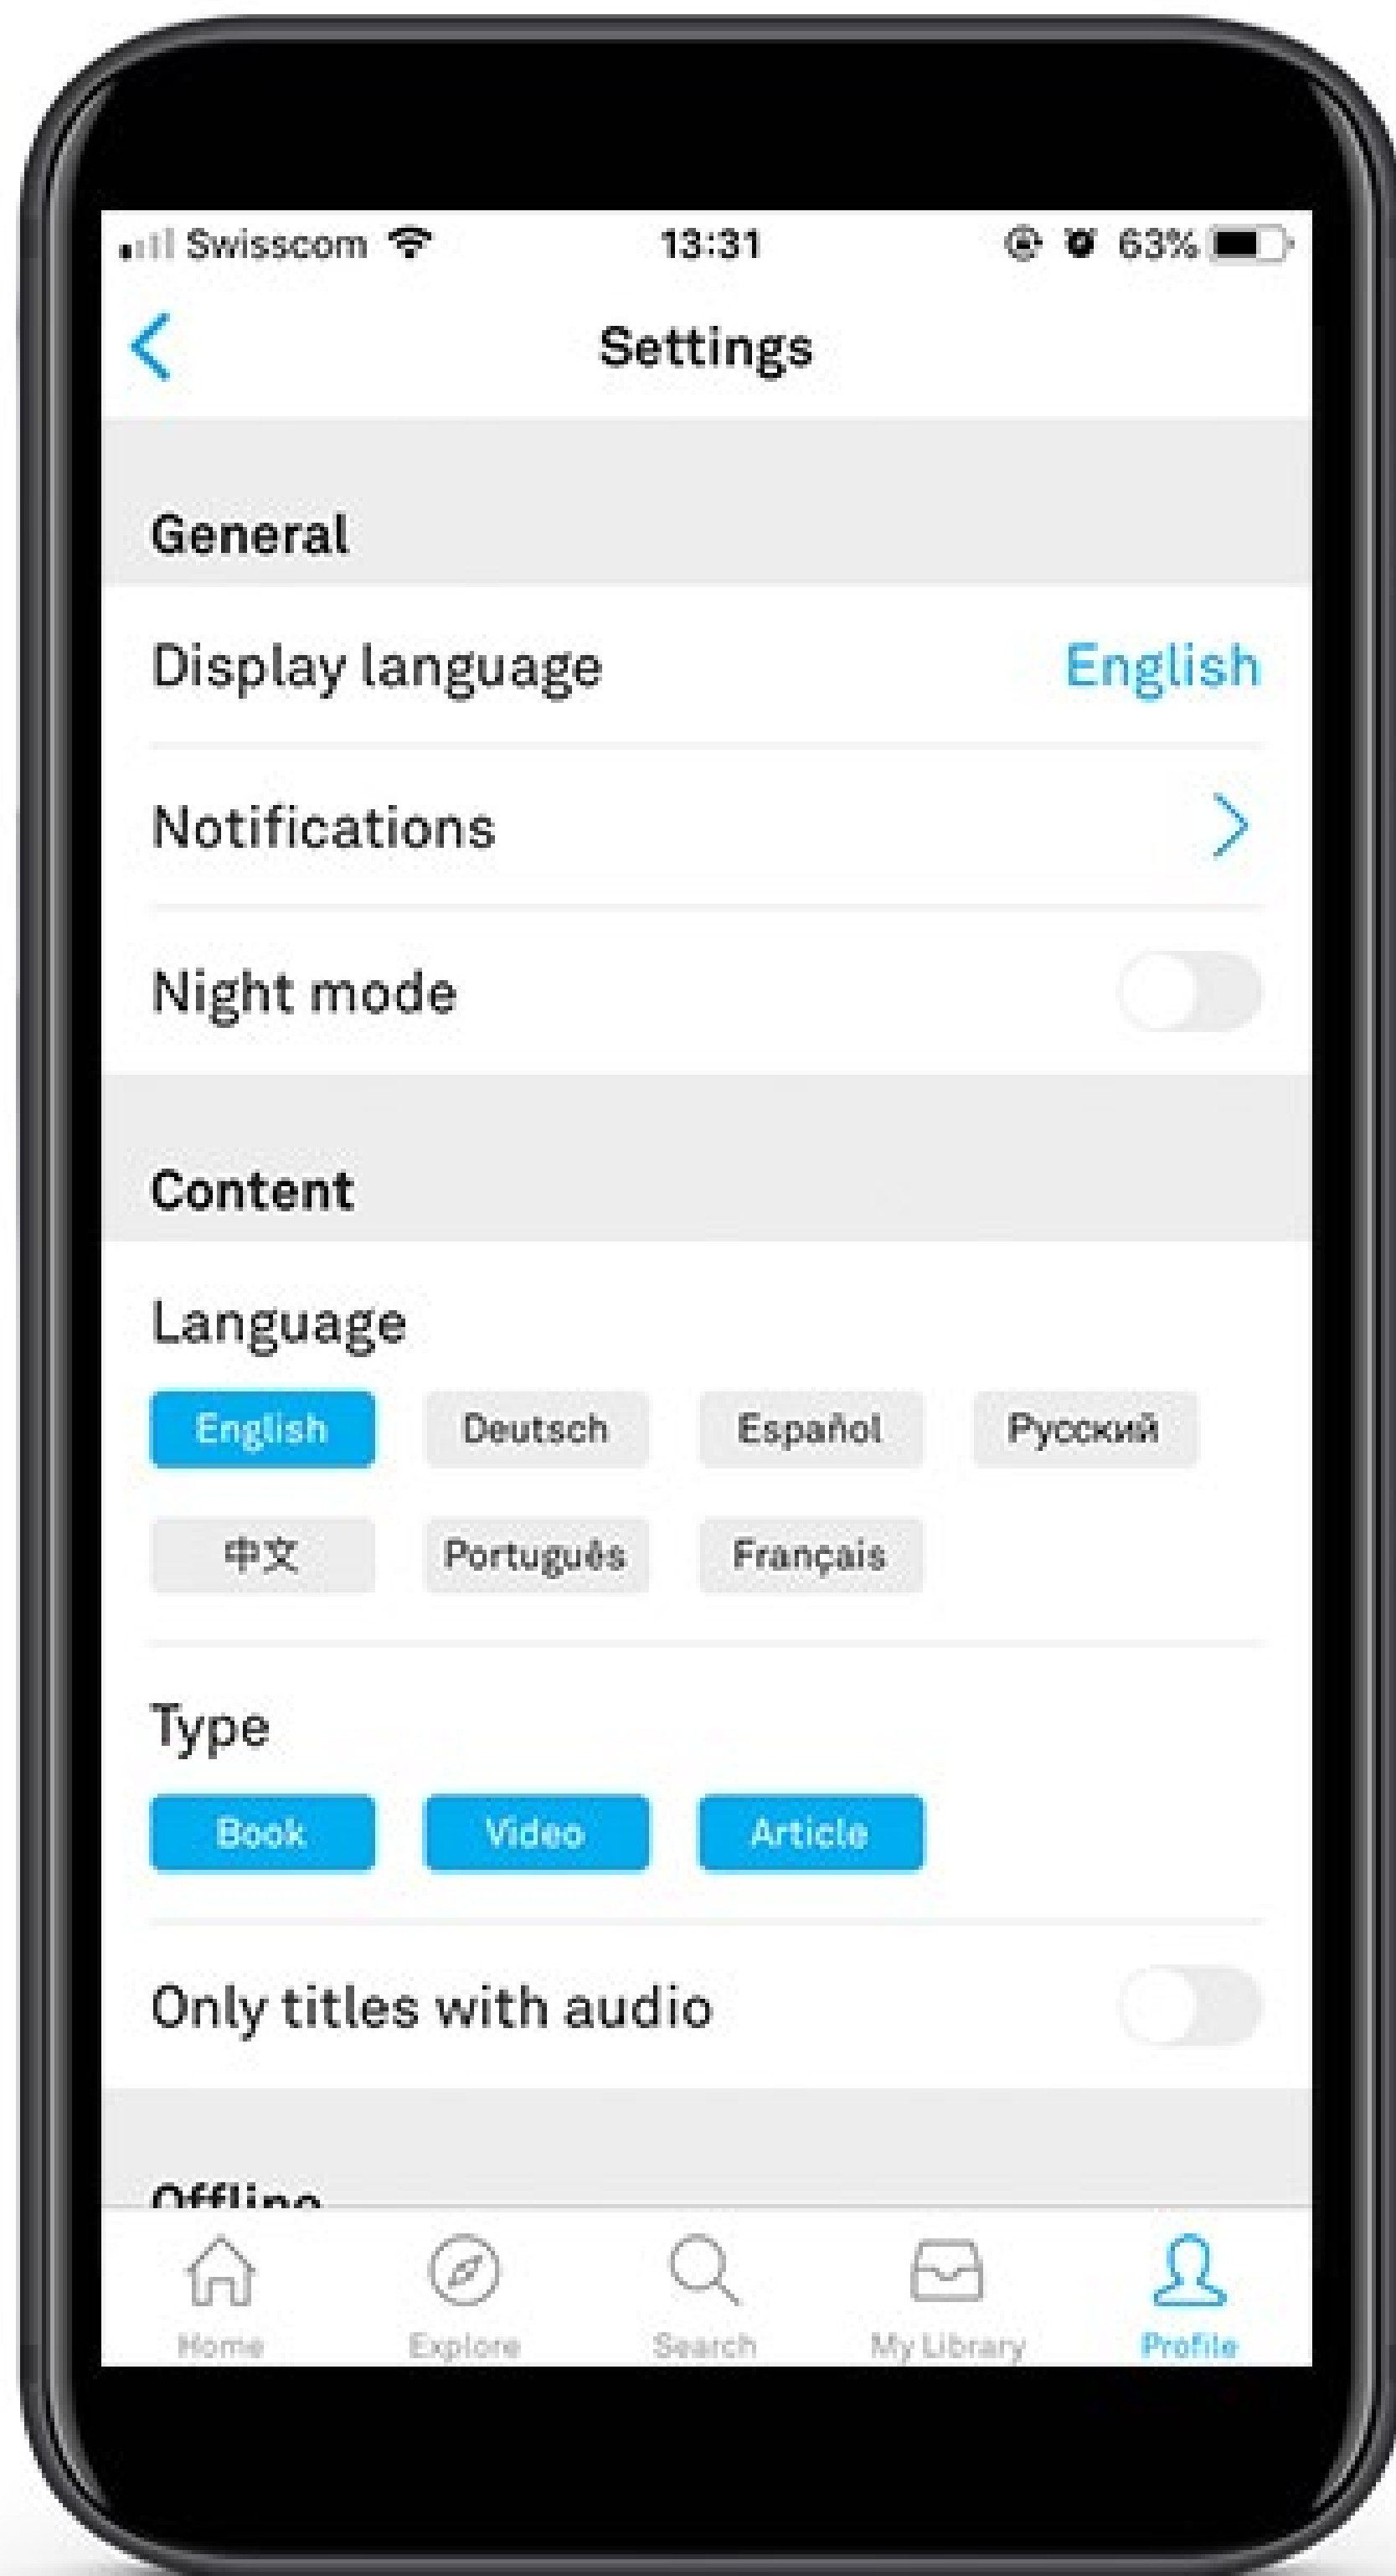 Swisscom 13:31 63%
Settings
General
Display language English
Notifications
Night mode
Content
Language
English Deutsch Español Русский
中文 Português Français
Type
Book Video Article
Only titles with audio
Offline
Home Explore Search My Library Profile